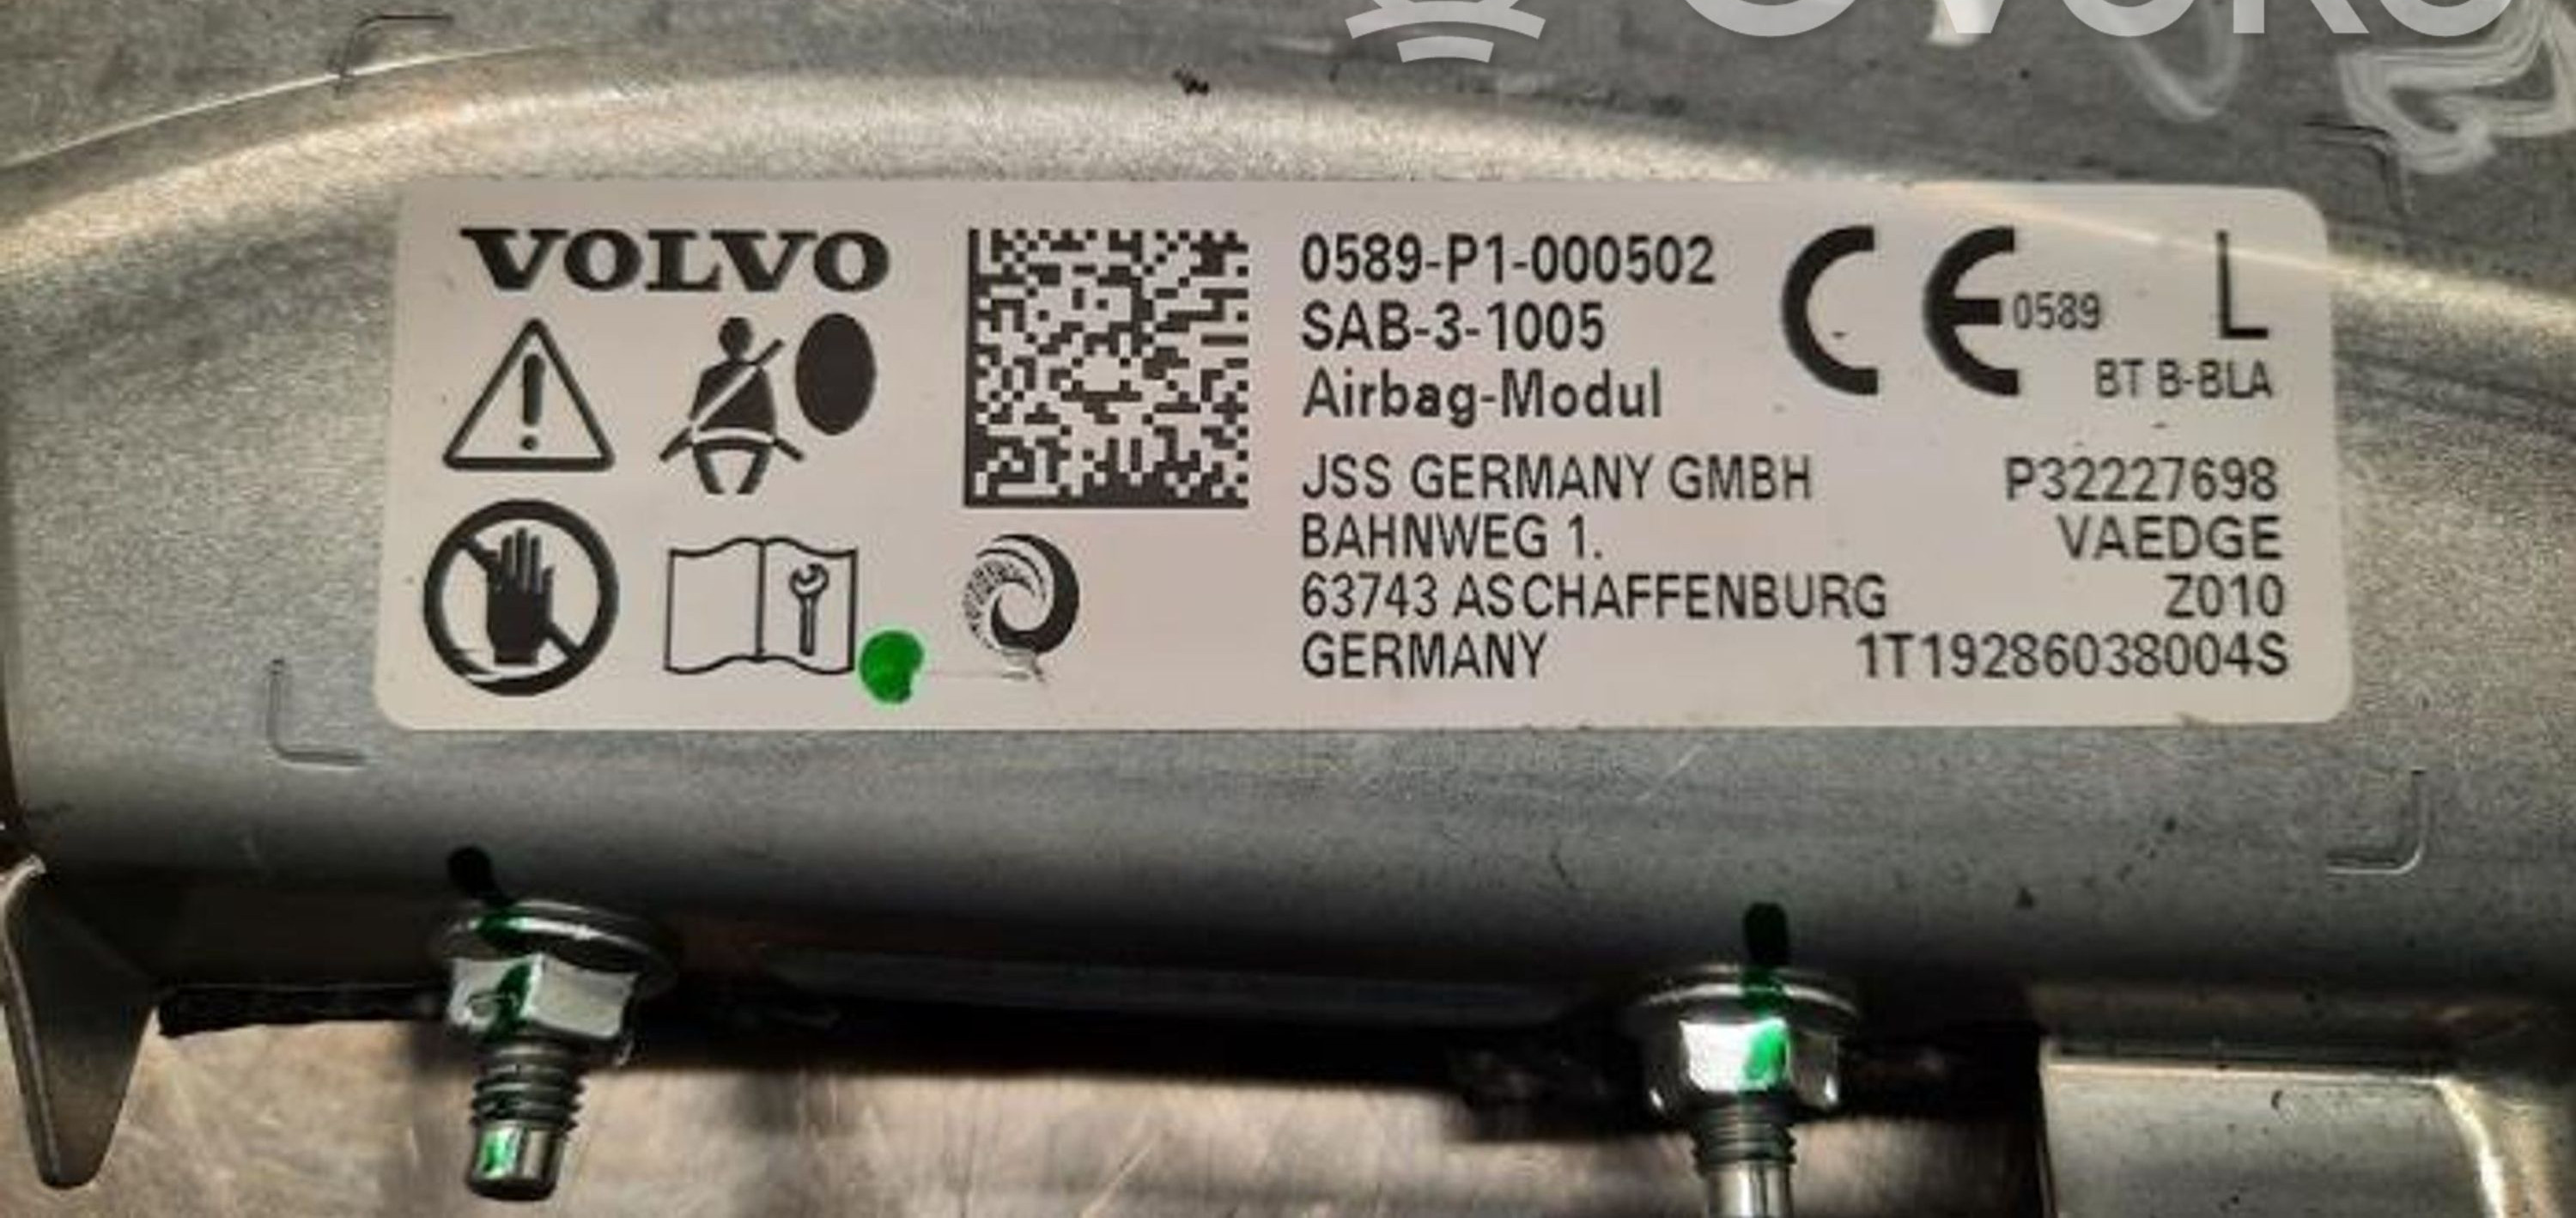 VOLVO
0589-P1-000502
SAB-3-1005
Airbag-Modul
JSS GERMANY GMBH
BAHNWEG 1.
63743 ASCHAFFENBURG
GERMANY
CE 0589
L
BT B-BLA
P32227698
VAEDGE
Z010
1T19286038004S